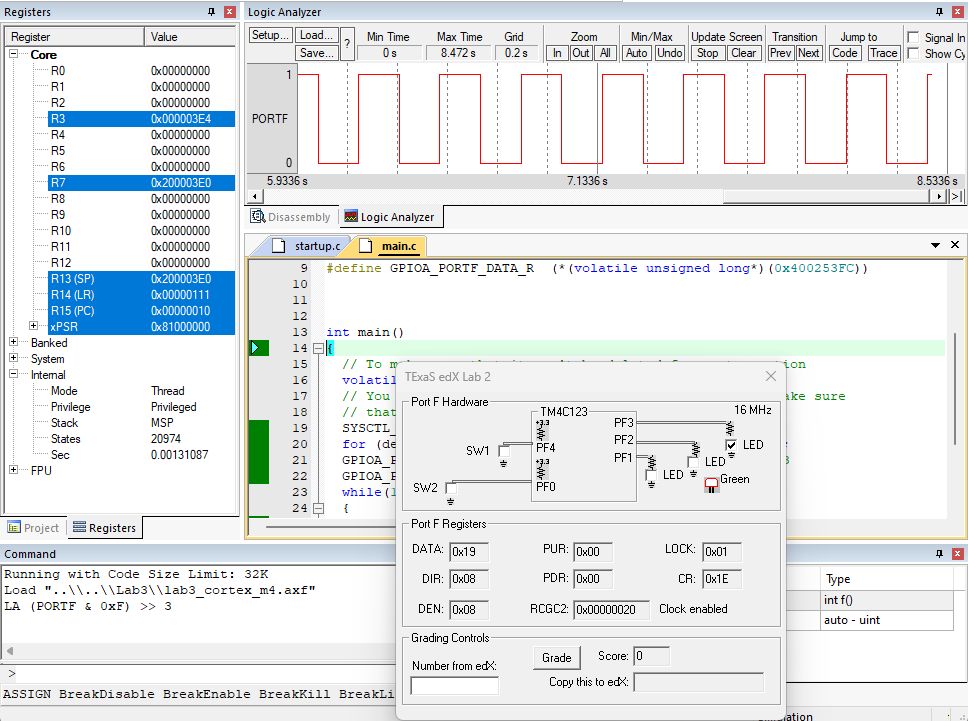 Registers
Register Value
Core
R0 0x00000000
R1 0x00000000
R2 0x00000000
R3 0x000003E4
R4 0x00000000
R5 0x00000000
R6 0x00000000
R7 0x200003E0
R8 0x00000000
R9 0x00000000
R10 0x00000000
R11 0x00000000
R12 0x00000000
R13 (SP) 0x200003E0
R14 (LR) 0x00000111
R15 (PC) 0x00000010
xPSR 0x81000000
Banked
System
Internal
Mode Thread
Privilege Privileged
Stack MSP
States 20974
Sec 0.00131087
FPU
Project Registers
Logic Analyzer
Setup... Load... Min Time Max Time Grid Zoom Min/Max Update Screen Transition Jump to Signal In
Save... ? 0 s 8.472 s 0.2 s In Out All Auto Undo Stop Clear Prev Next Code Trace Show Cy
1
PORTF
0
5.9336 s 7.1336 s 8.5336 s
Disassembly Logic Analyzer
startup.c main.c
9 #define GPIOA_PORTF_DATA_R (*(volatile unsigned long*)(0x400253FC))
10
11
12
13 int main()
14 {
15 // To
16 volatil
17 // You ke sure
18 // that
19 SYSCTL_
20 for (de
21 GPIOA_P
22 GPIOA_P
23 while(1
24 {
TExaS edX Lab 2
Port F Hardware
TM4C123 16 MHz
+3.3 PF3
SW1 PF4 PF2 LED
+3.3 PF1 LED
LED Green
SW2 PF0
Port F Registers
DATA: 0x19 PUR: 0x00 LOCK: 0x01
DIR: 0x08 PDR: 0x00 CR: 0x1E
DEN: 0x08 RCGC2: 0x00000020 Clock enabled
Grading Controls
Number from edX: Grade Score: 0
Copy this to edX:
Command
Running with Code Size Limit: 32K
Load "..\\..\\Lab3\\lab3_cortex_m4.axf"
LA (PORTF & 0xF) >> 3
>
ASSIGN BreakDisable BreakEnable BreakKill BreakLi
Type
int f()
auto - uint